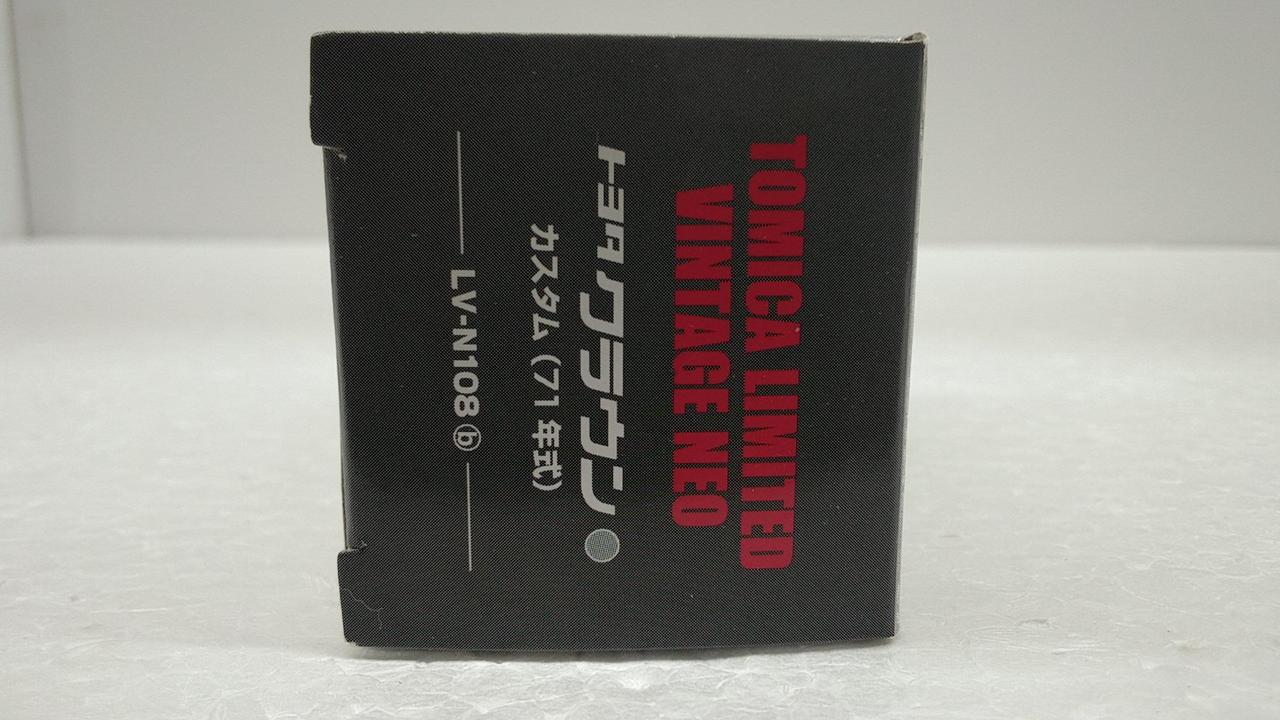 TOMICA LIMITED
VINTAGE NEO
トヨタ クラウン
カスタム (71年式)
LV-N108 ⓑ